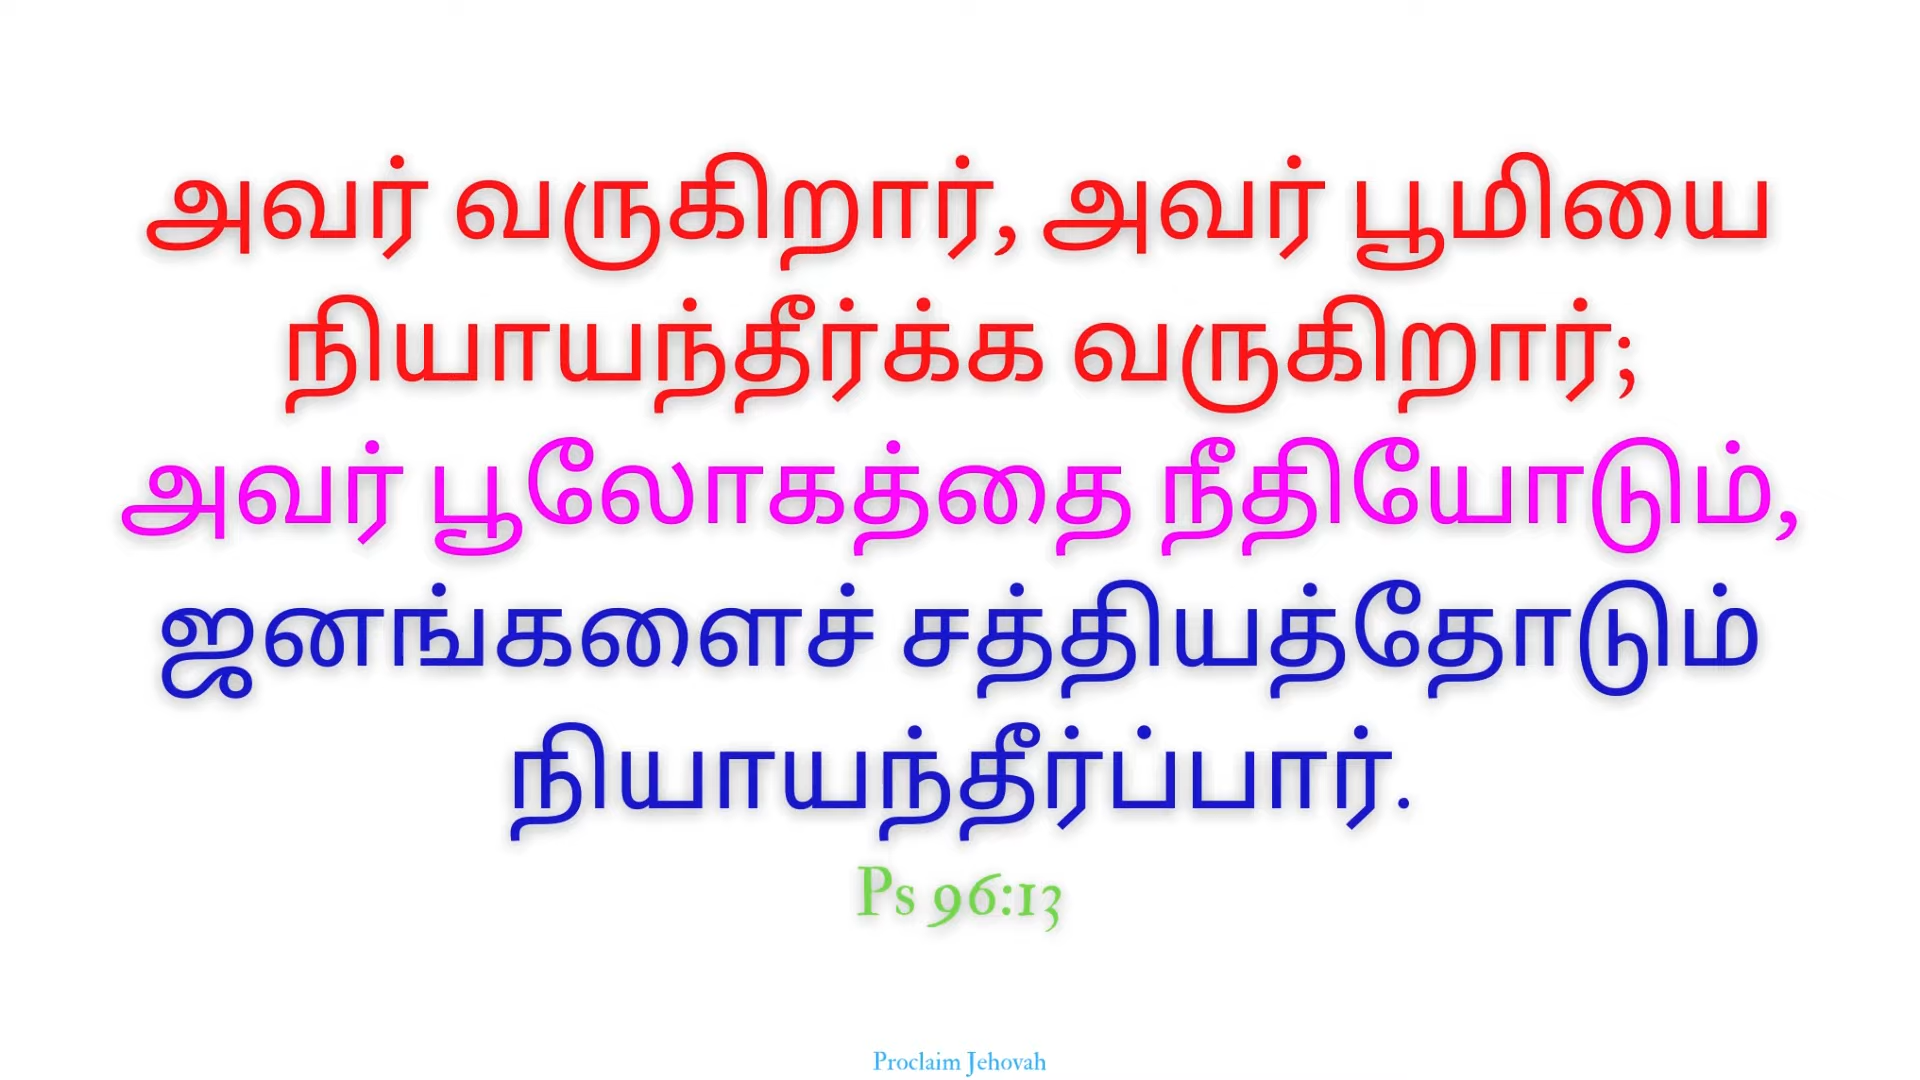 அவர் வருகிறார், அவர் பூமியை
நியாயந்தீர்க்க வருகிறார்;
அவர் பூலோகத்தை நீதியோடும்,
ஜனங்களைச் சத்தியத்தோடும்
நியாயந்தீர்ப்பார்.
Ps 96:13
Proclaim Jehovah